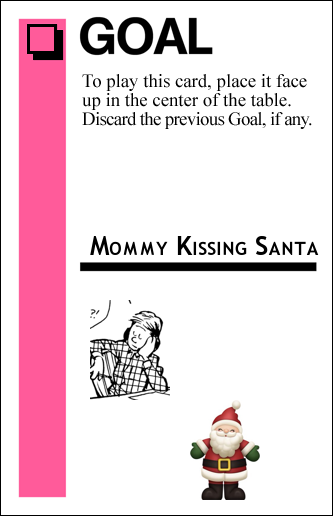 GOAL
To play this card, place it face
up in the center of the table.
Discard the previous Goal, if any.
Mommy Kissing Santa
?!